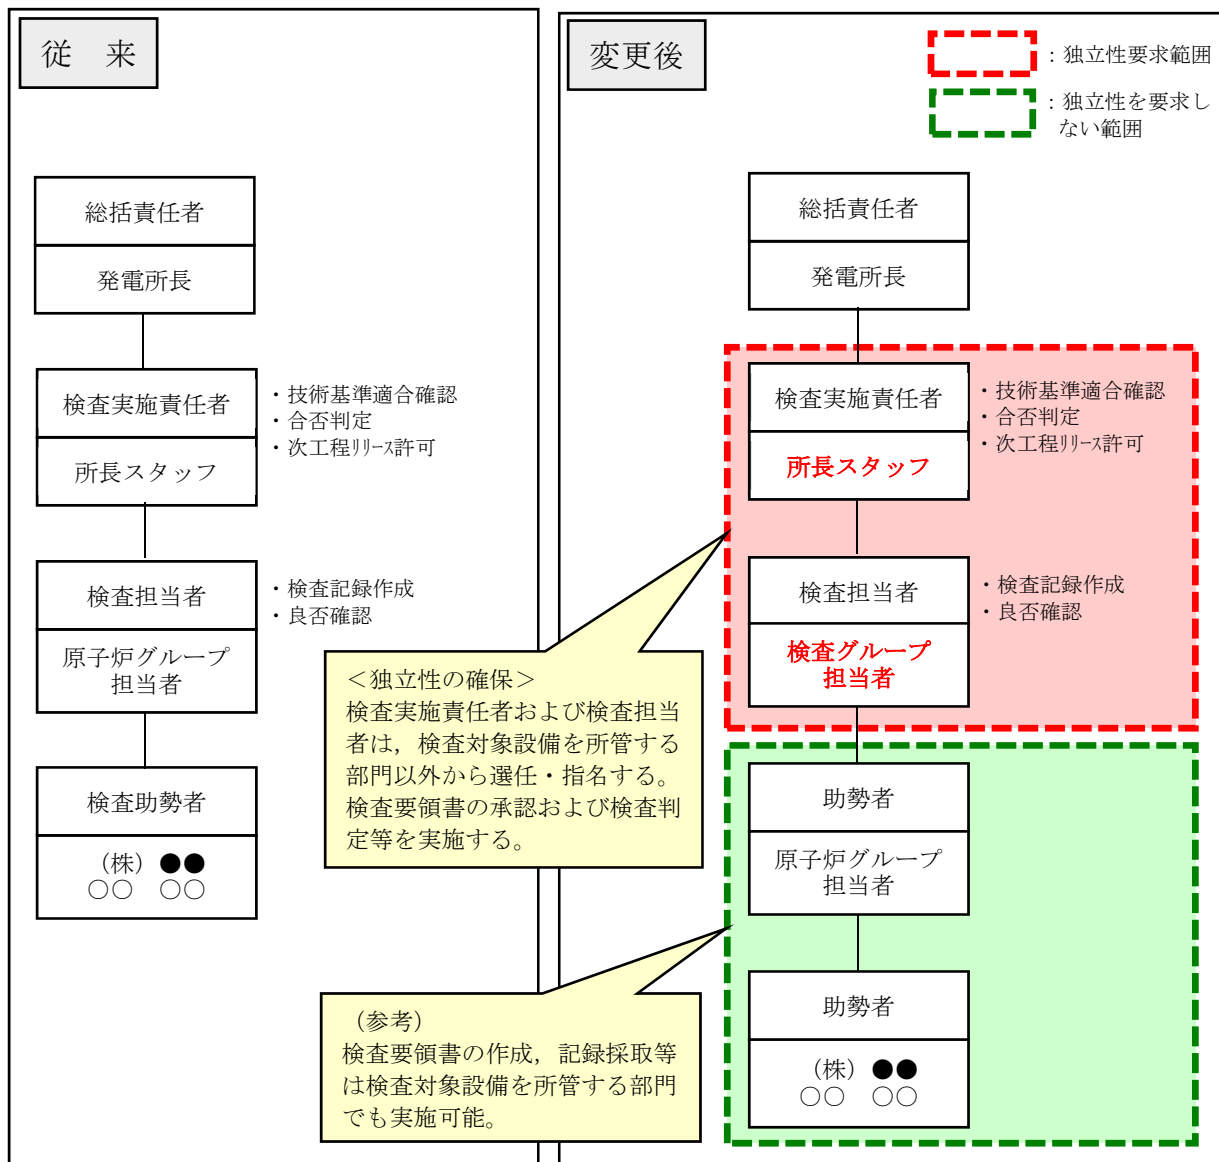 従　来
総括責任者
発電所長
検査実施責任者
所長スタッフ
・技術基準適合確認
・合否判定
・次工程ﾘﾘｰｽ許可
検査担当者
原子炉グループ
担当者
・検査記録作成
・良否確認
検査助勢者
（株）●●
○○　○○
変更後
：独立性要求範囲
：独立性を要求し
ない範囲
総括責任者
発電所長
検査実施責任者
所長スタッフ
・技術基準適合確認
・合否判定
・次工程ﾘﾘｰｽ許可
検査担当者
検査グループ
担当者
・検査記録作成
・良否確認
＜独立性の確保＞
検査実施責任者および検査担当
者は，検査対象設備を所管する
部門以外から選任・指名する。
検査要領書の承認および検査判
定等を実施する。
助勢者
原子炉グループ
担当者
助勢者
（株）●●
○○　○○
（参考）
検査要領書の作成，記録採取等
は検査対象設備を所管する部門
でも実施可能。